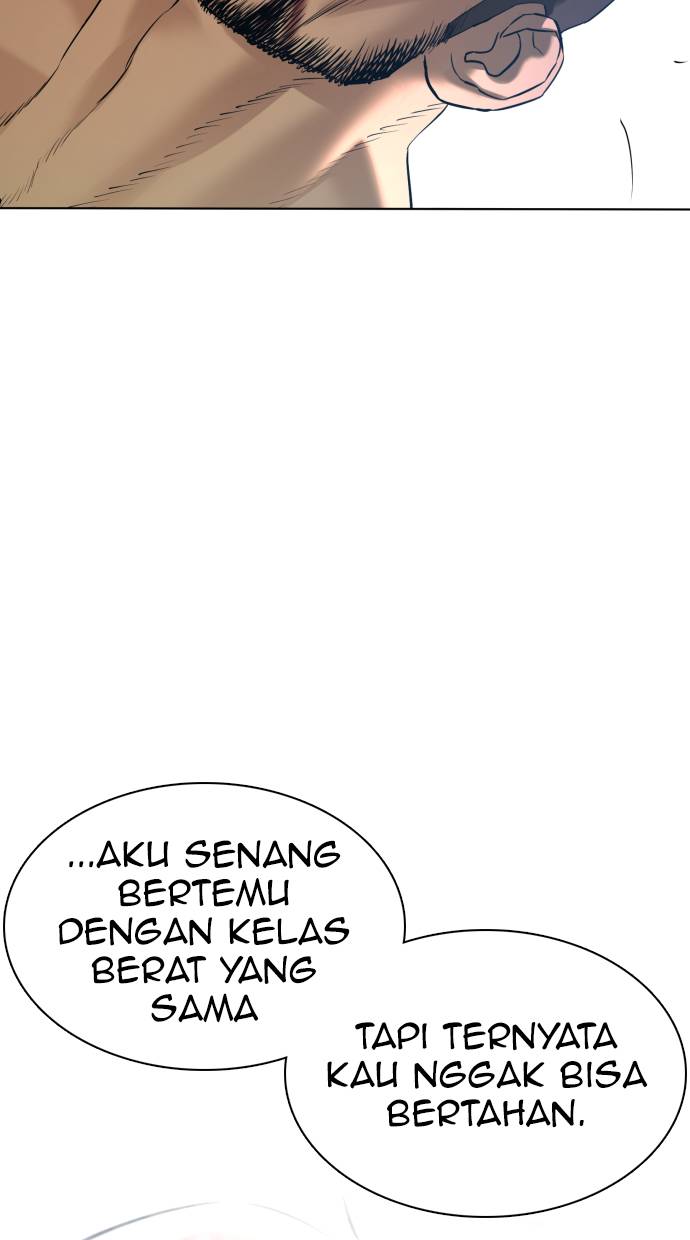 ...AKU SENANG
BERTEMU
DENGAN KELAS
BERAT YANG
SAMA
TAPI TERNYATA
KAU NGGAK BISA
BERTAHAN.